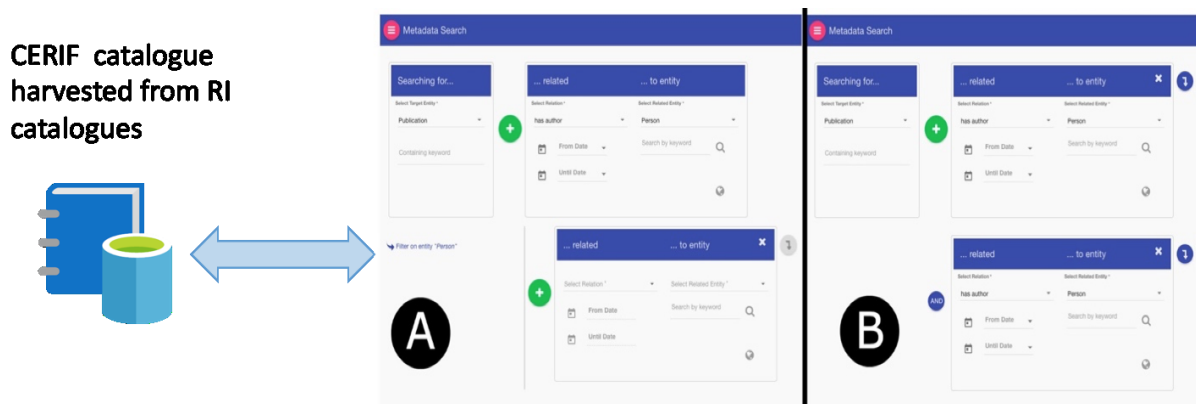 CERIF catalogue
harvested from RI
catalogues
Metadata Search
Searching for...
... related ... to entity
Select Target Entity * Select Relation * Select Related Entity *
Publication has author Person
Containing keyword From Date Search by keyword
Until Date
Filter on entity "Person"
... related ... to entity
Select Relation * Select Related Entity *
From Date Search by keyword
Until Date
A
Metadata Search
Searching for...
... related ... to entity
Select Target Entity * Select Relation * Select Related Entity *
Publication has author Person
Containing keyword From Date Search by keyword
Until Date
... related ... to entity
Select Relation * Select Related Entity *
AND has author Person
From Date Search by keyword
Until Date
B